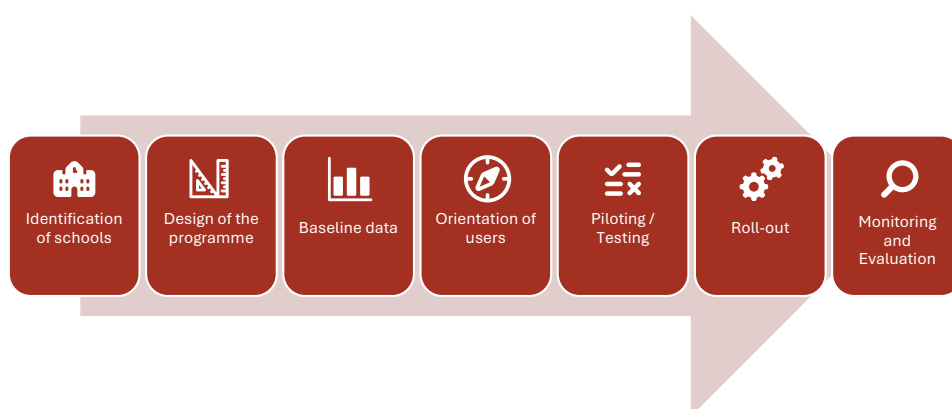 Identification
of schools
Design of the
programme
Baseline data
Orientation of
users
Piloting /
Testing
Roll-out
Monitoring
and
Evaluation